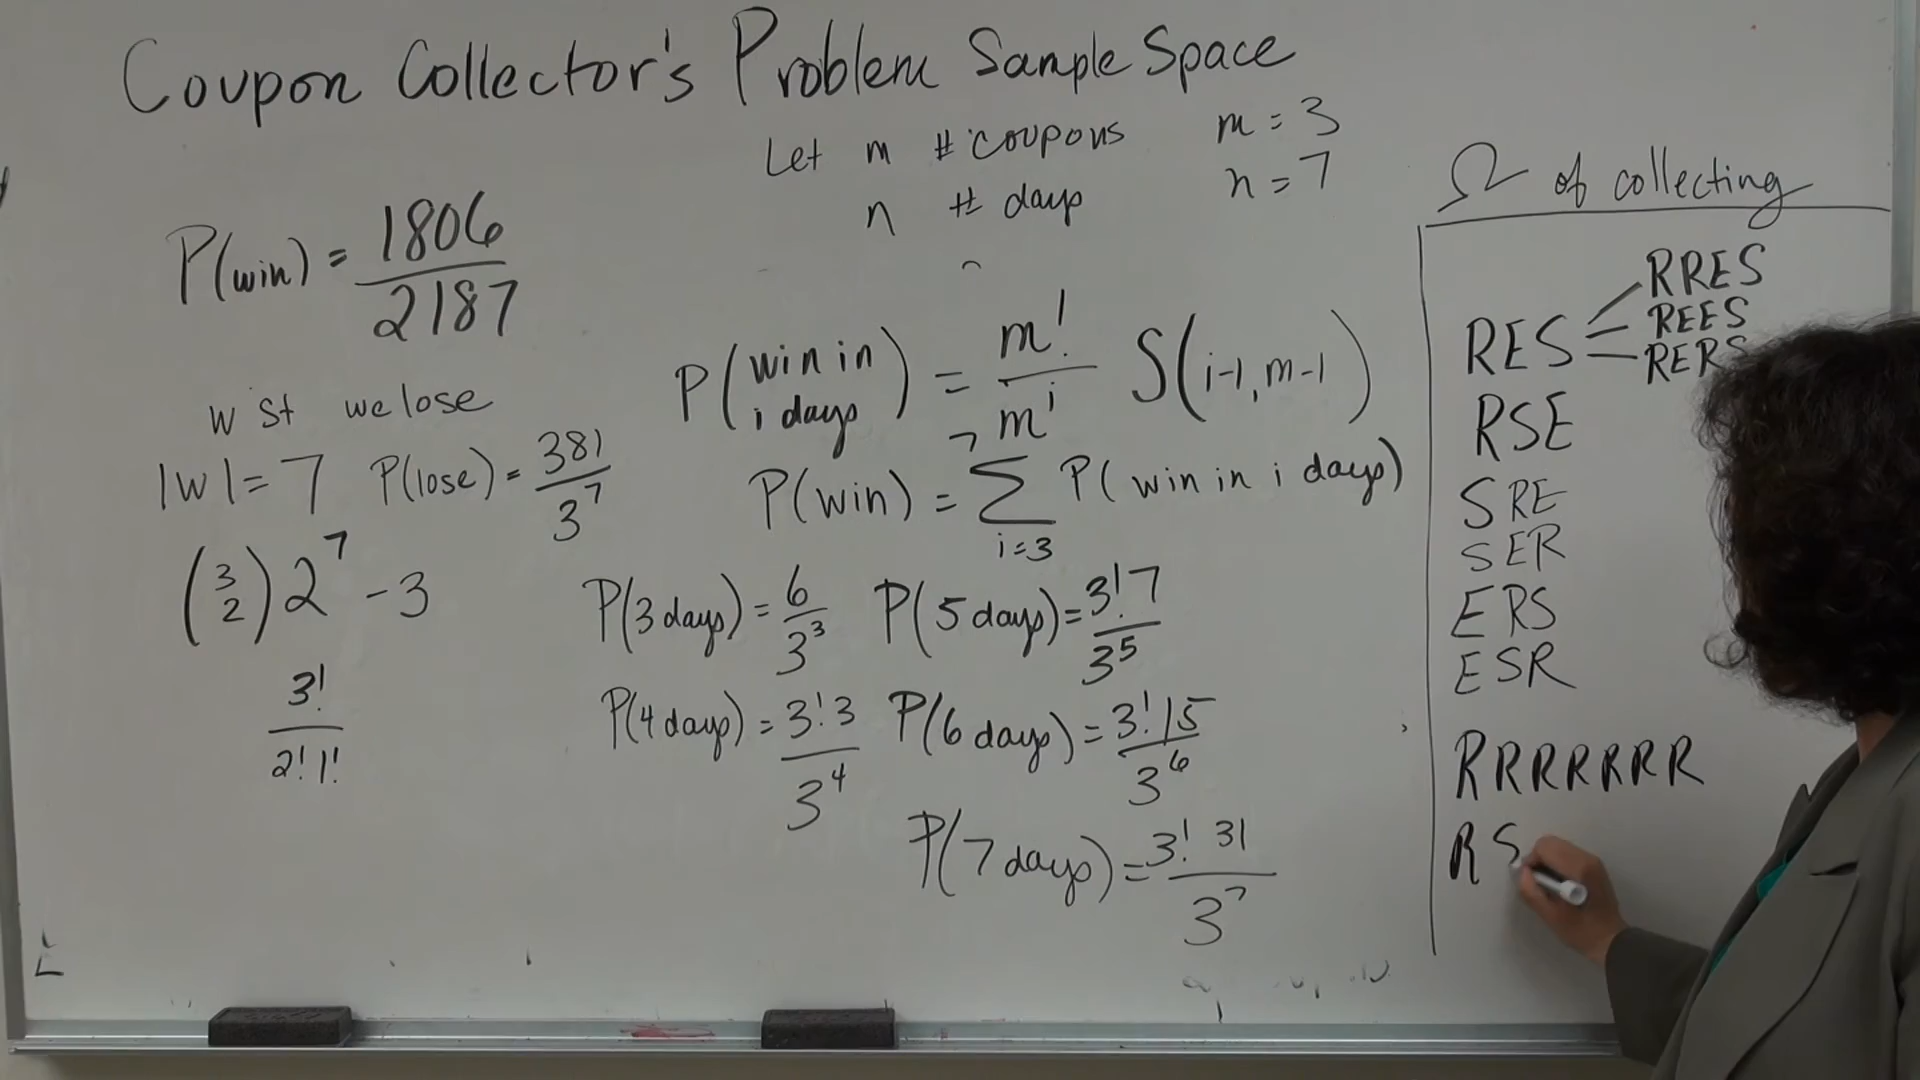 Coupon Collector's Problem Sample Space
Let m # coupons m = 3
n # days n = 7
P(win) = 1806/2187
w st we lose
|w| = 7 P(lose) = 381/3^7
(3 2) 2^7 - 3
3!/2!1!
P(win in i days) = m!/m^i S(i-1, m-1)
P(win) = 7 Σ i=3 P(win in i days)
P(3 days) = 6/3^3 P(5 days) = 3!7/3^5
P(4 days) = 3!3/3^4 P(6 days) = 3!15/3^6
P(7 days) = 3! 31/3^7
Ω of collecting
RRES
RES REES
RERS
RSE
SRE
SER
ERS
ESR
RRRRRRR
RS